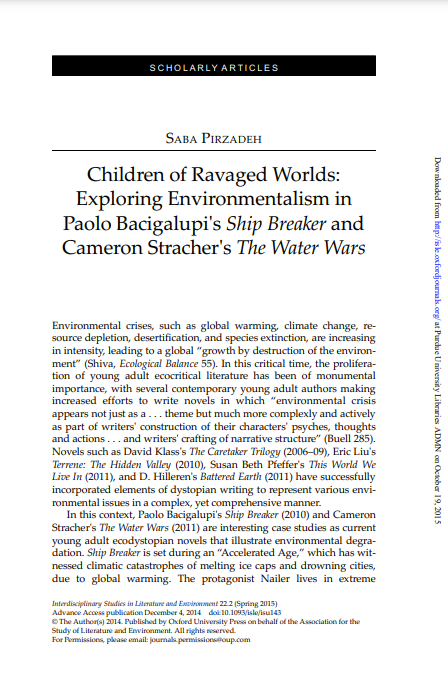 SCHOLARLY ARTICLES
SABA PIRZADEH
Children of Ravaged Worlds:
Exploring Environmentalism in
Paolo Bacigalupi's Ship Breaker and
Cameron Stracher's The Water Wars
Environmental crises, such as global warming, climate change, re-
source depletion, desertification, and species extinction, are increasing
in intensity, leading to a global “growth by destruction of the environ-
ment” (Shiva, Ecological Balance 55). In this critical time, the prolifera-
tion of young adult ecocritical literature has been of monumental
importance, with several contemporary young adult authors making
increased efforts to write novels in which “environmental crisis
appears not just as a . . . theme but much more complexly and actively
as part of writers' construction of their characters' psyches, thoughts
and actions . . . and writers' crafting of narrative structure” (Buell 285).
Novels such as David Klass's The Caretaker Trilogy (2006–09), Eric Liu's
Terrene: The Hidden Valley (2010), Susan Beth Pfeffer's This World We
Live In (2011), and D. Hilleren's Battered Earth (2011) have successfully
incorporated elements of dystopian writing to represent various envi-
ronmental issues in a complex, yet comprehensive manner.
In this context, Paolo Bacigalupi's Ship Breaker (2010) and Cameron
Stracher's The Water Wars (2011) are interesting case studies as current
young adult ecodystopian novels that illustrate environmental degra-
dation. Ship Breaker is set during an “Accelerated Age,” which has wit-
nessed climatic catastrophes of melting ice caps and drowning cities,
due to global warming. The protagonist Nailer lives in extreme
Interdisciplinary Studies in Literature and Environment 22.2 (Spring 2015)
Advance Access publication December 4, 2014 doi:10.1093/isle/isu143
© The Author(s) 2014. Published by Oxford University Press on behalf of the Association for the
Study of Literature and Environment. All rights reserved.
For Permissions, please email: journals.permissions@oup.com
Downloaded from http://isle.oxfordjournals.org/ at Purdue University Libraries ADMN on October 19, 2015